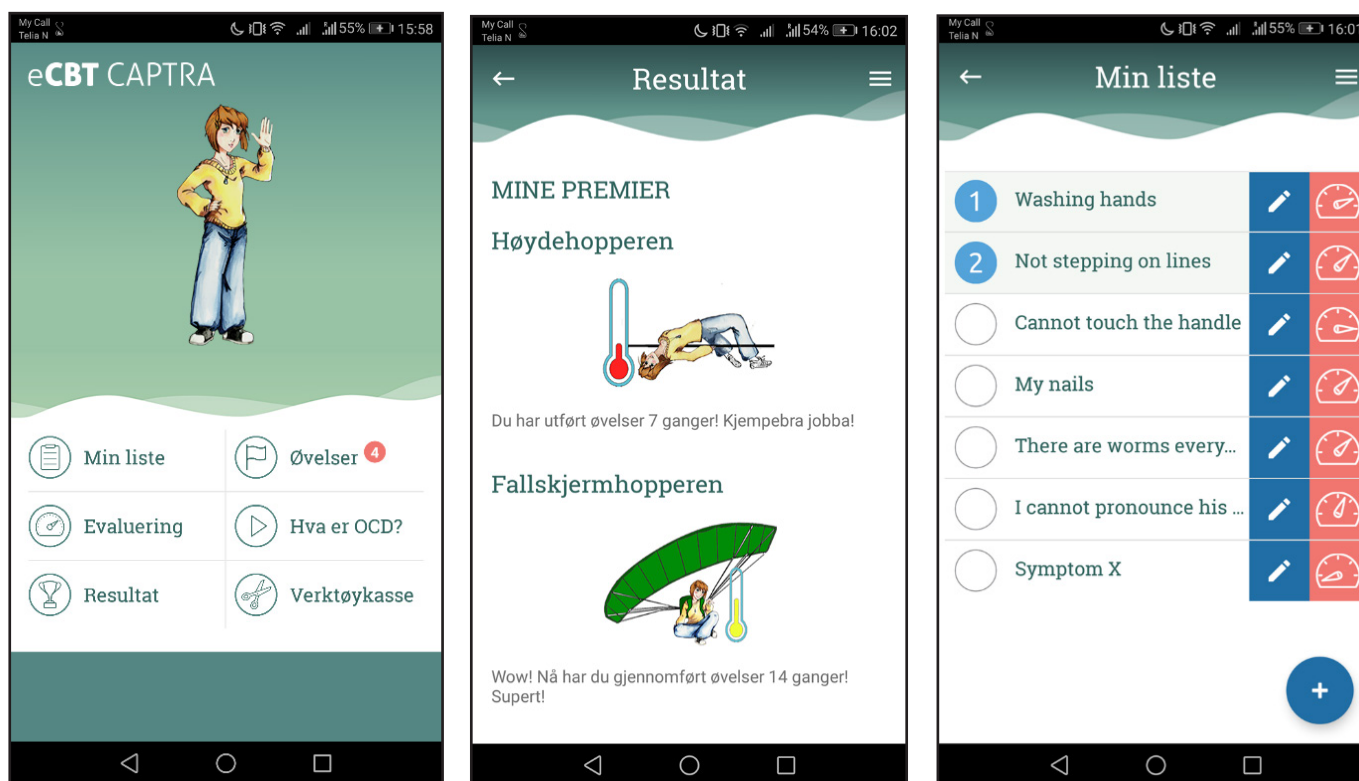 My Call
Telia N
55% 15:58
eCBT CAPTRA
Min liste
Øvelser 4
Evaluering
Hva er OCD?
Resultat
Verktøykasse
My Call
Telia N
54% 16:02
Resultat
MINE PREMIER
Høydehopperen
Du har utført øvelser 7 ganger! Kjempebra jobba!
Fallskjermhopperen
Wow! Nå har du gjennomført øvelser 14 ganger!
Supert!
My Call
Telia N
55% 16:01
Min liste
1 Washing hands
2 Not stepping on lines
Cannot touch the handle
My nails
There are worms every...
I cannot pronounce his ...
Symptom X
+